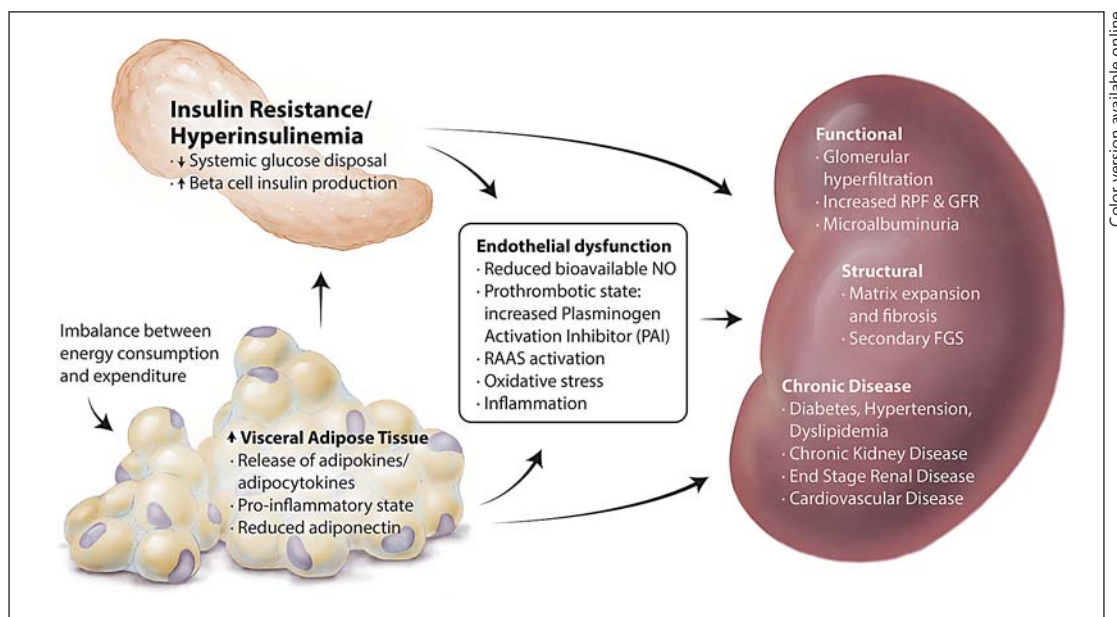 Color version available online
Insulin Resistance/
Hyperinsulinemia
· ↓ Systemic glucose disposal
· ↑ Beta cell insulin production
Imbalance between
energy consumption
and expenditure
↑ Visceral Adipose Tissue
· Release of adipokines/
adipocytokines
· Pro-inflammatory state
· Reduced adiponectin
Endothelial dysfunction
· Reduced bioavailable NO
· Prothrombotic state:
increased Plasminogen
Activation Inhibitor (PAI)
· RAAS activation
· Oxidative stress
· Inflammation
Functional
· Glomerular
hyperfiltration
· Increased RPF & GFR
· Microalbuminuria
Structural
· Matrix expansion
and fibrosis
· Secondary FGS
Chronic Disease
· Diabetes, Hypertension,
Dyslipidemia
· Chronic Kidney Disease
· End Stage Renal Disease
· Cardiovascular Disease